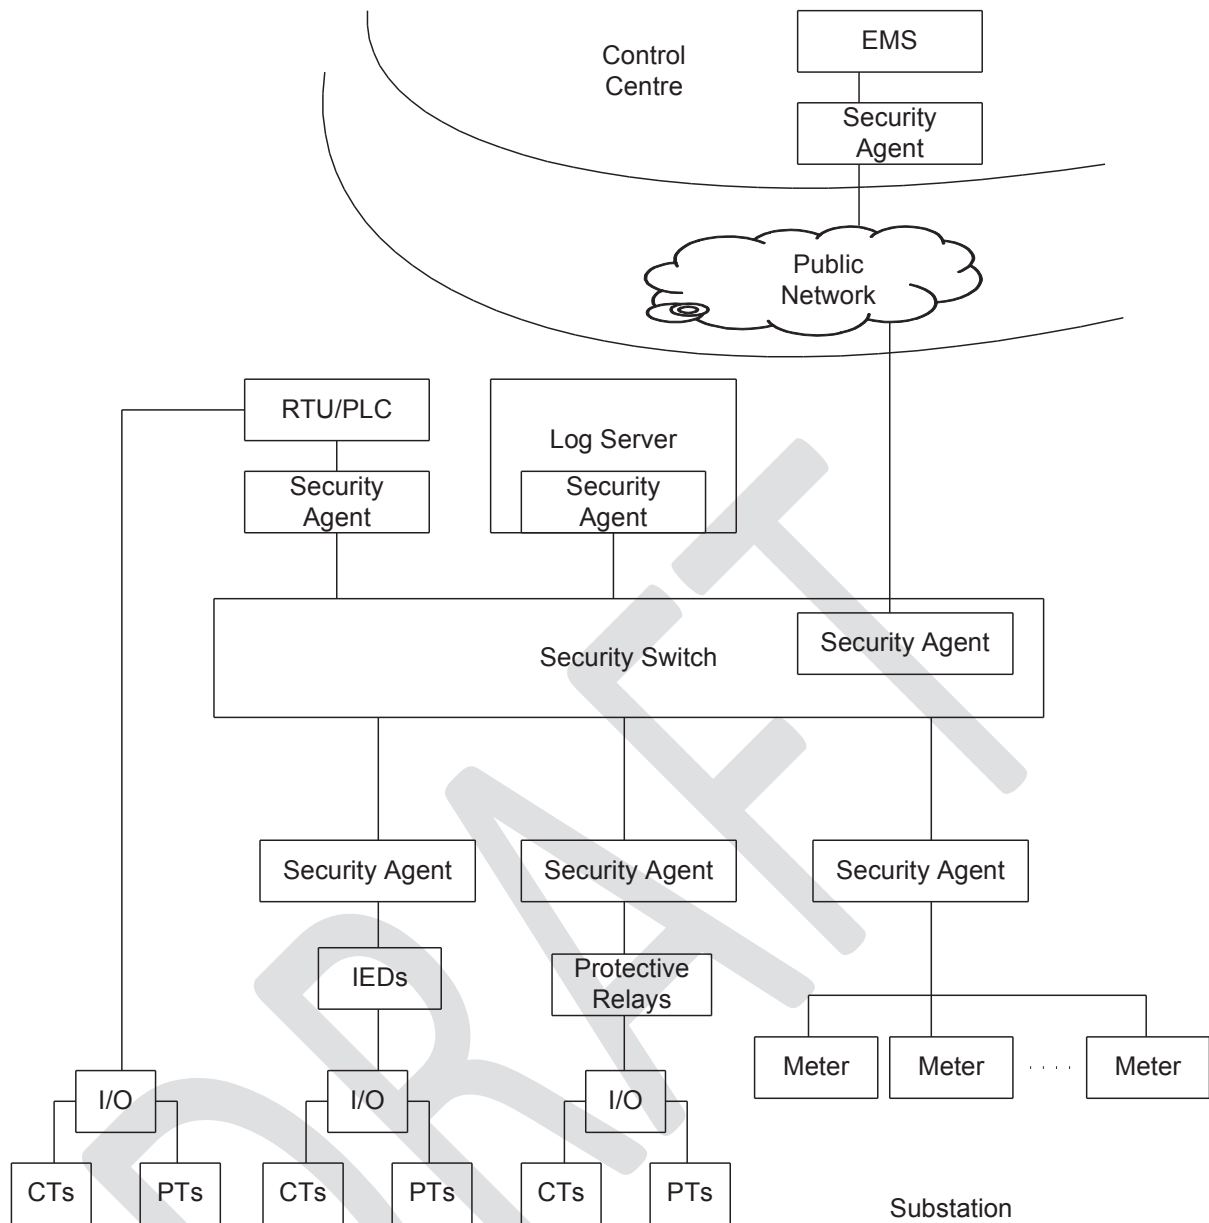 EMS
Control
Centre
Security
Agent
Public
Network
RTU/PLC
Log Server
Security
Agent
Security
Agent
Security Switch
Security Agent
Security Agent
Security Agent
Security Agent
IEDs
Protective
Relays
Meter
Meter
.....
Meter
I/O
I/O
I/O
CTs
PTs
CTs
PTs
CTs
PTs
Substation
DRAFT